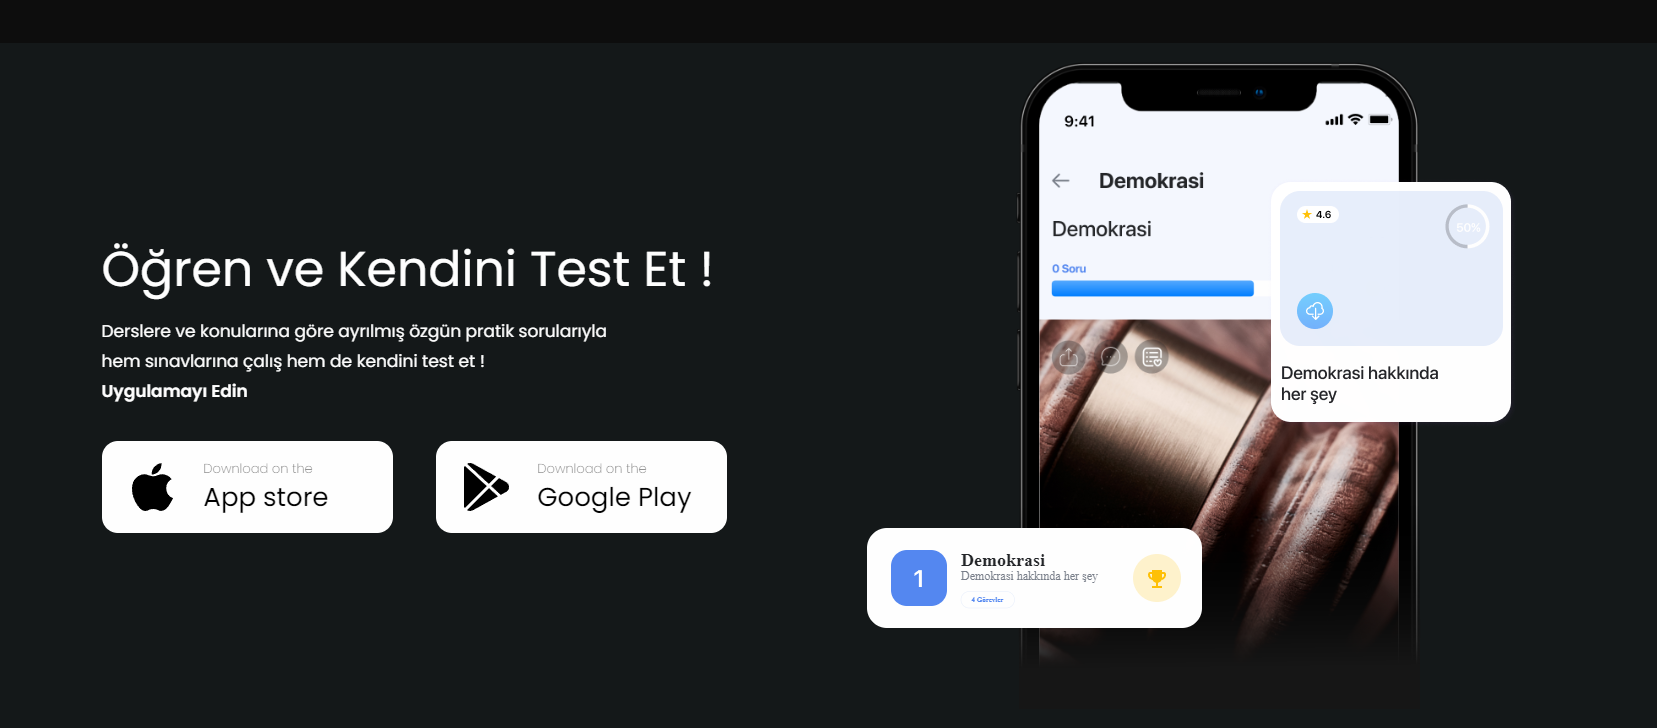 Öğren ve Kendini Test Et !
Derslere ve konularına göre ayrılmış özgün pratik sorularıyla
hem sınavlarına çalış hem de kendini test et !
Uygulamayı Edin
Download on the
App store
Download on the
Google Play
9:41
Demokrasi
Demokrasi
0 Soru
4.6
50%
Demokrasi hakkında
her şey
1
Demokrasi
Demokrasi hakkında her şey
4 Görevler